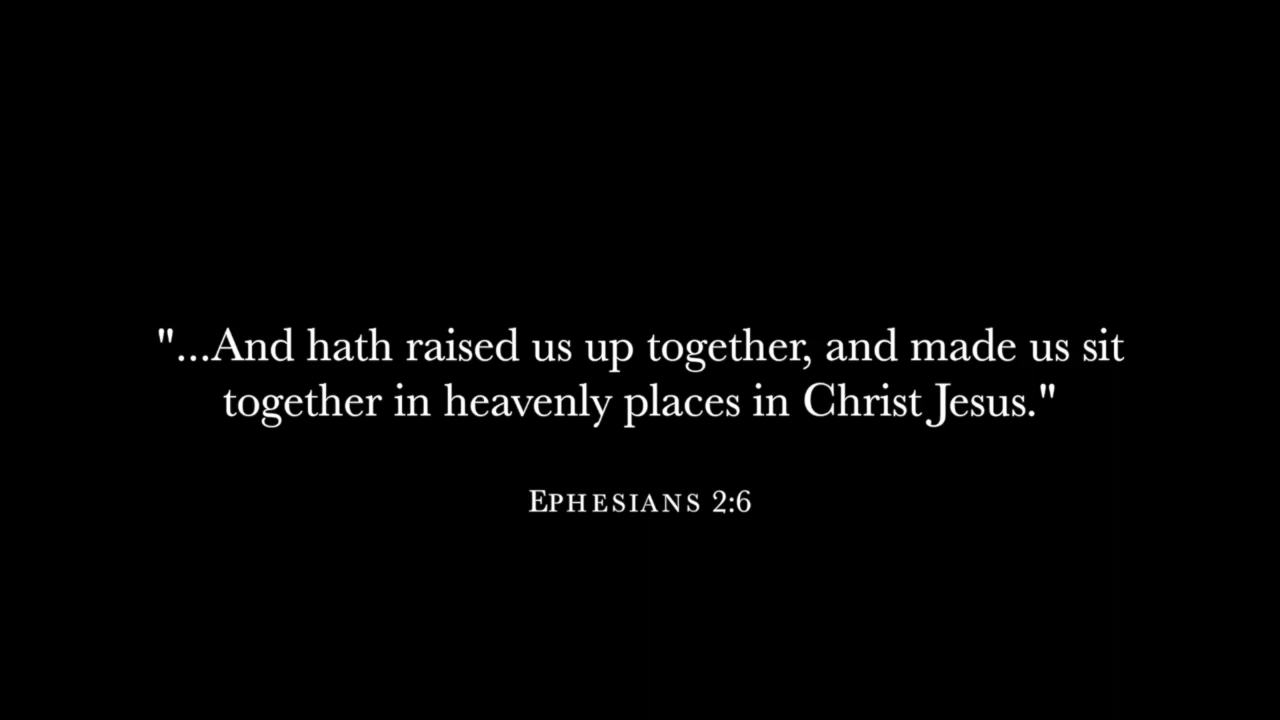 "...And hath raised us up together, and made us sit
together in heavenly places in Christ Jesus."
EPHESIANS 2:6